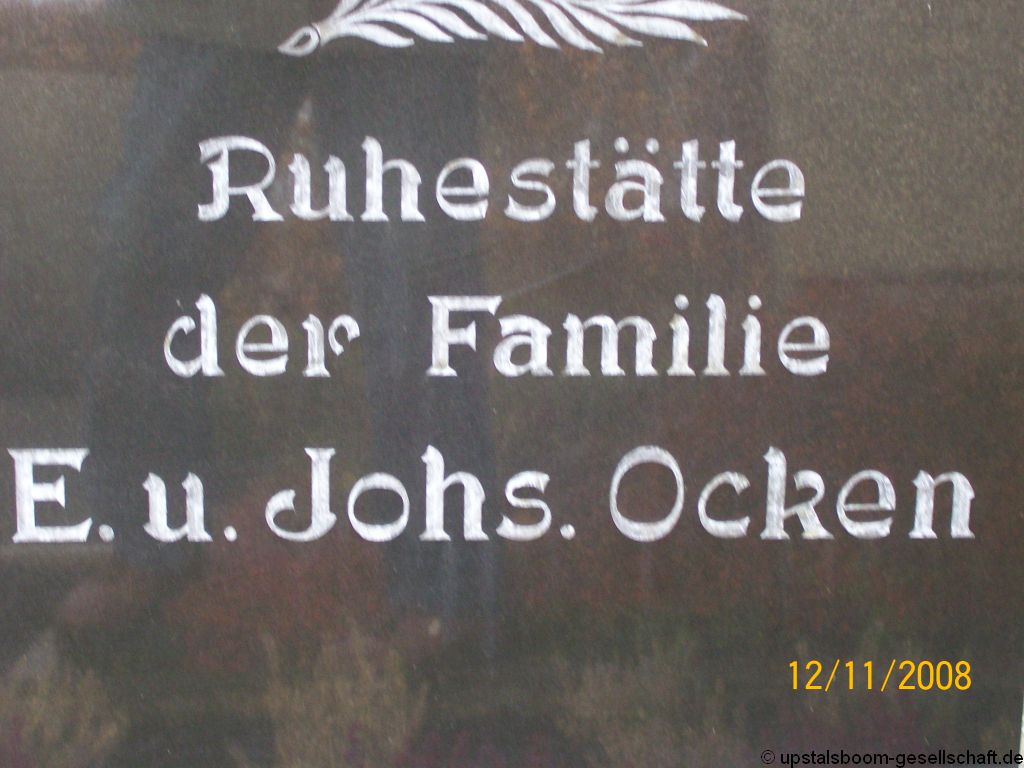 Ruhestätte
der Familie
E. u. Johs. Ocken
12/11/2008
© upstalsboom-gesellschaft.de